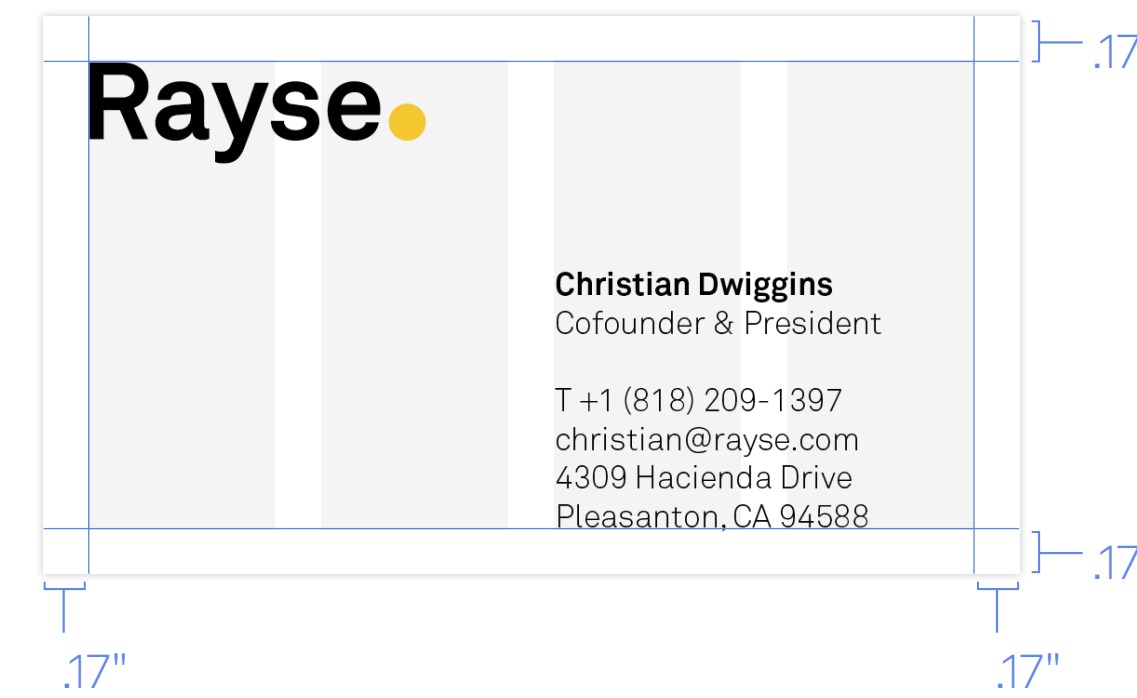 Rayse.
.17
Christian Dwiggins
Cofounder & President
T +1 (818) 209-1397
christian@rayse.com
4309 Hacienda Drive
Pleasanton, CA 94588
.17
.17"
.17"